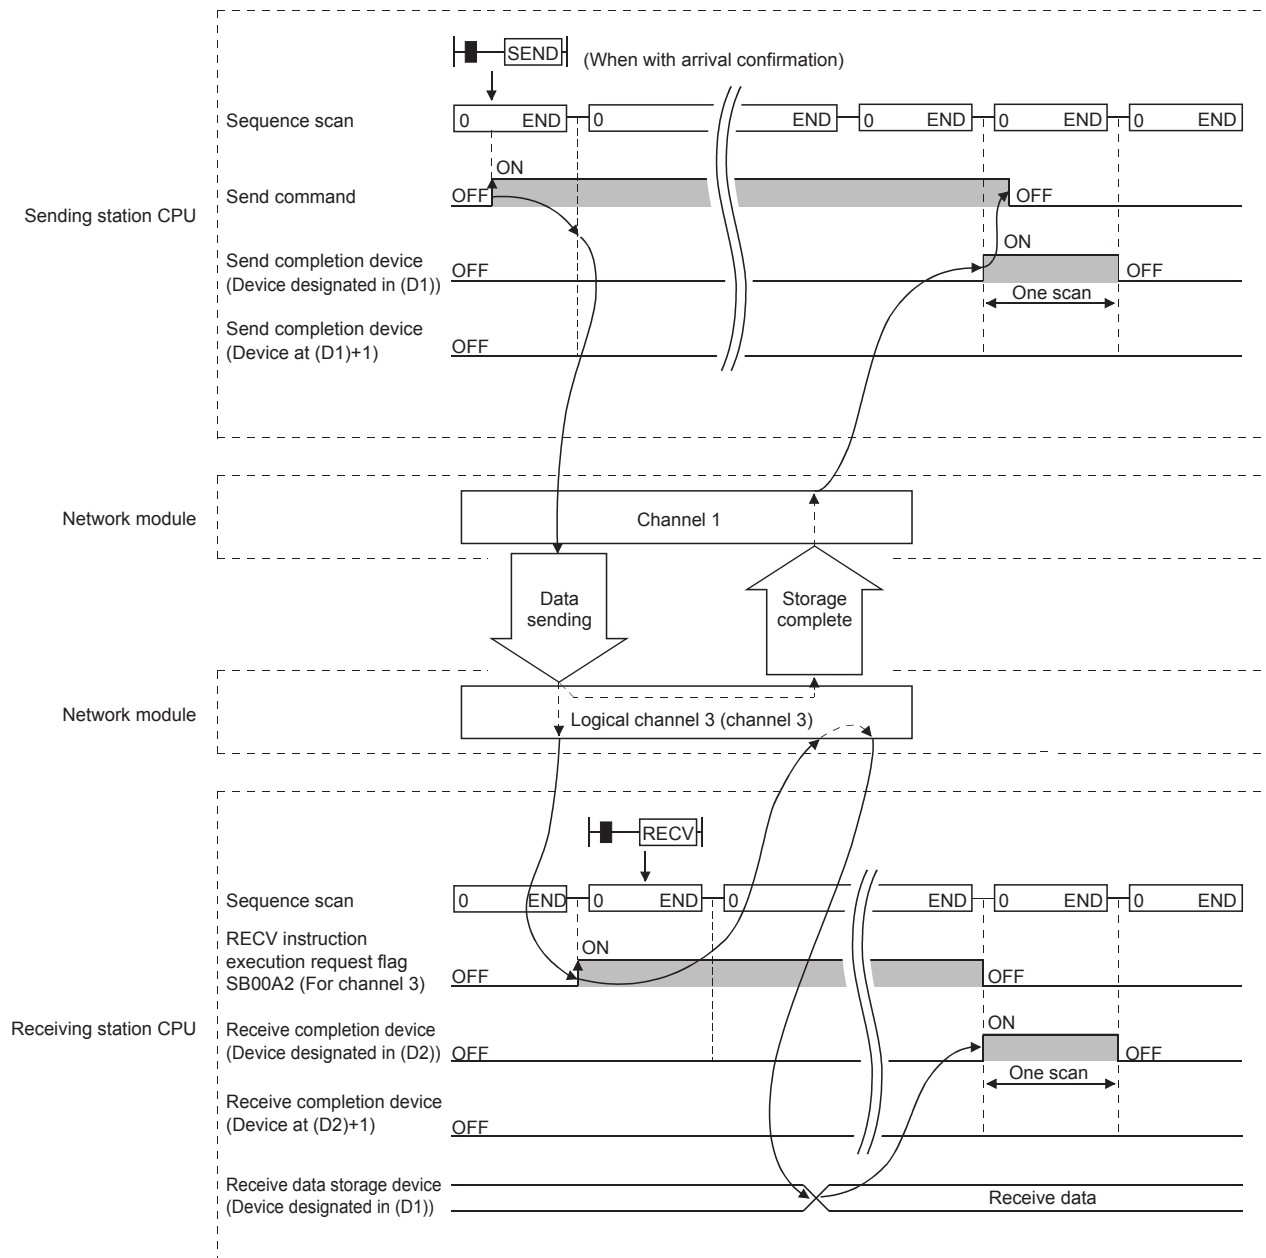 SEND (When with arrival confirmation)
Sequence scan 0 END 0 END 0 END 0 END 0 END
ON
Send command OFF OFF
Sending station CPU
ON
Send completion device
(Device designated in (D1)) OFF OFF
One scan
Send completion device
(Device at (D1)+1) OFF
Network module Channel 1
Data
sending
Storage
complete
Network module Logical channel 3 (channel 3)
RECV
Sequence scan 0 END 0 END 0 END 0 END 0 END
RECV instruction
execution request flag
SB00A2 (For channel 3) OFF ON OFF
Receiving station CPU
Receive completion device
(Device designated in (D2)) OFF ON OFF
One scan
Receive completion device
(Device at (D2)+1) OFF
Receive data storage device
(Device designated in (D1)) Receive data